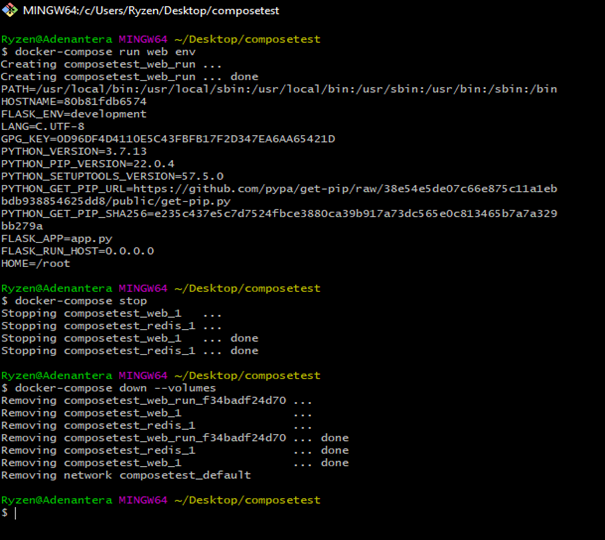 MINGW64:/c/Users/Ryzen/Desktop/composetest
Ryzen@Adenantera MINGW64 ~/Desktop/composetest
$ docker-compose run web env
Creating composetest_web_run ...
Creating composetest_web_run ... done
PATH=/usr/local/bin:/usr/local/sbin:/usr/local/bin:/usr/sbin:/usr/bin:/sbin:/bin
HOSTNAME=80b81fdb6574
FLASK_ENV=development
LANG=C.UTF-8
GPG_KEY=0D96DF4D4110E5C43FBFB17F2D347EA6AA65421D
PYTHON_VERSION=3.7.13
PYTHON_PIP_VERSION=22.0.4
PYTHON_SETUPTOOLS_VERSION=57.5.0
PYTHON_GET_PIP_URL=https://github.com/pypa/get-pip/raw/38e54e5de07c66e875c11a1eb
bdb938854625dd8/public/get-pip.py
PYTHON_GET_PIP_SHA256=e235c437e5c7d7524fbce3880ca39b917a73dc565e0c813465b7a7a329
bb279a
FLASK_APP=app.py
FLASK_RUN_HOST=0.0.0.0
HOME=/root
Ryzen@Adenantera MINGW64 ~/Desktop/composetest
$ docker-compose stop
Stopping composetest_web_1   ...
Stopping composetest_redis_1 ...
Stopping composetest_web_1   ... done
Stopping composetest_redis_1 ... done
Ryzen@Adenantera MINGW64 ~/Desktop/composetest
$ docker-compose down --volumes
Removing composetest_web_run_f34badf24d70 ...
Removing composetest_web_1                ...
Removing composetest_redis_1              ...
Removing composetest_web_run_f34badf24d70 ... done
Removing composetest_redis_1              ... done
Removing composetest_web_1                ... done
Removing network composetest_default
Ryzen@Adenantera MINGW64 ~/Desktop/composetest
$